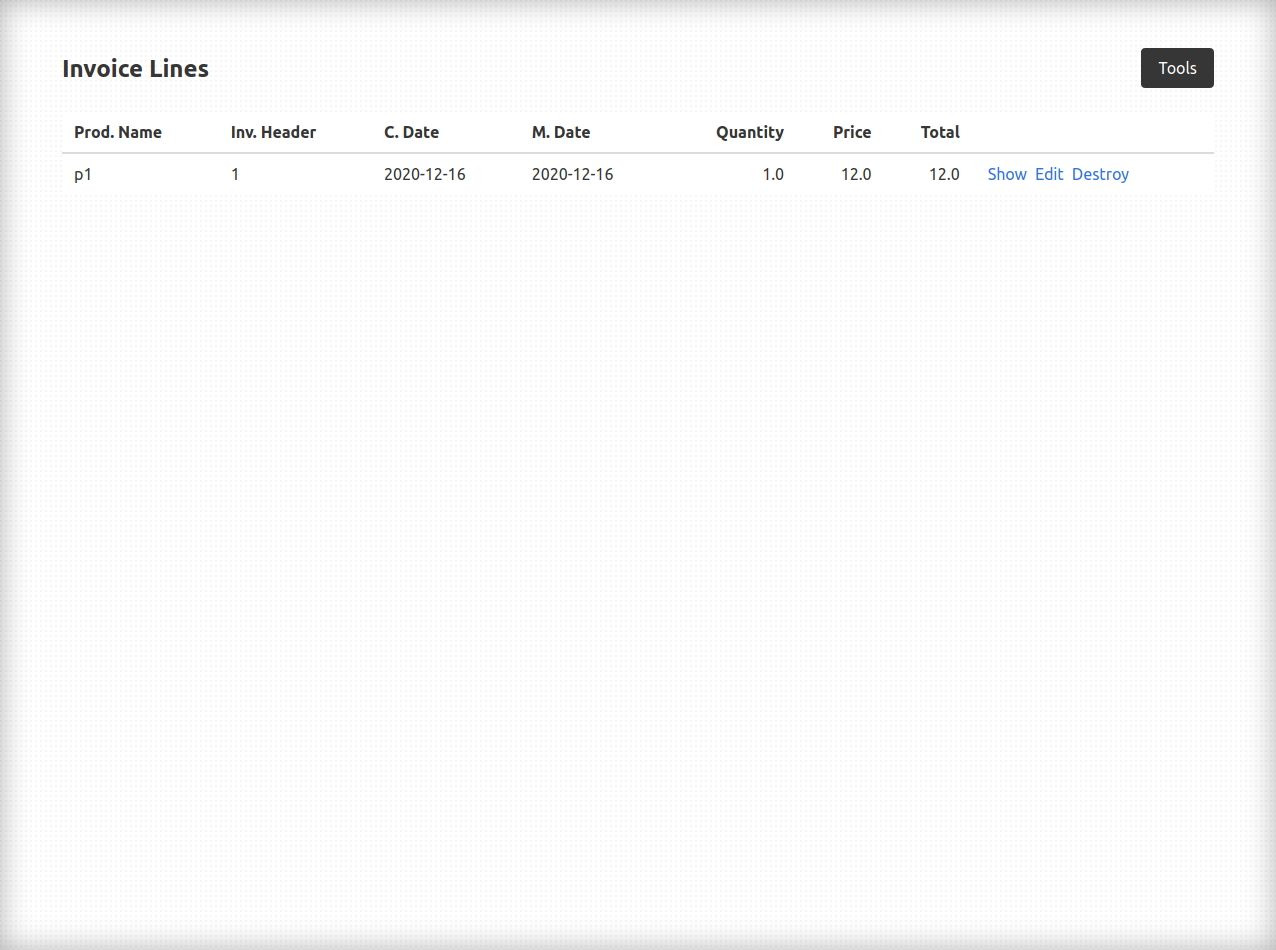 Invoice Lines
Tools
Prod. Name Inv. Header C. Date M. Date Quantity Price Total
p1 1 2020-12-16 2020-12-16 1.0 12.0 12.0 Show Edit Destroy